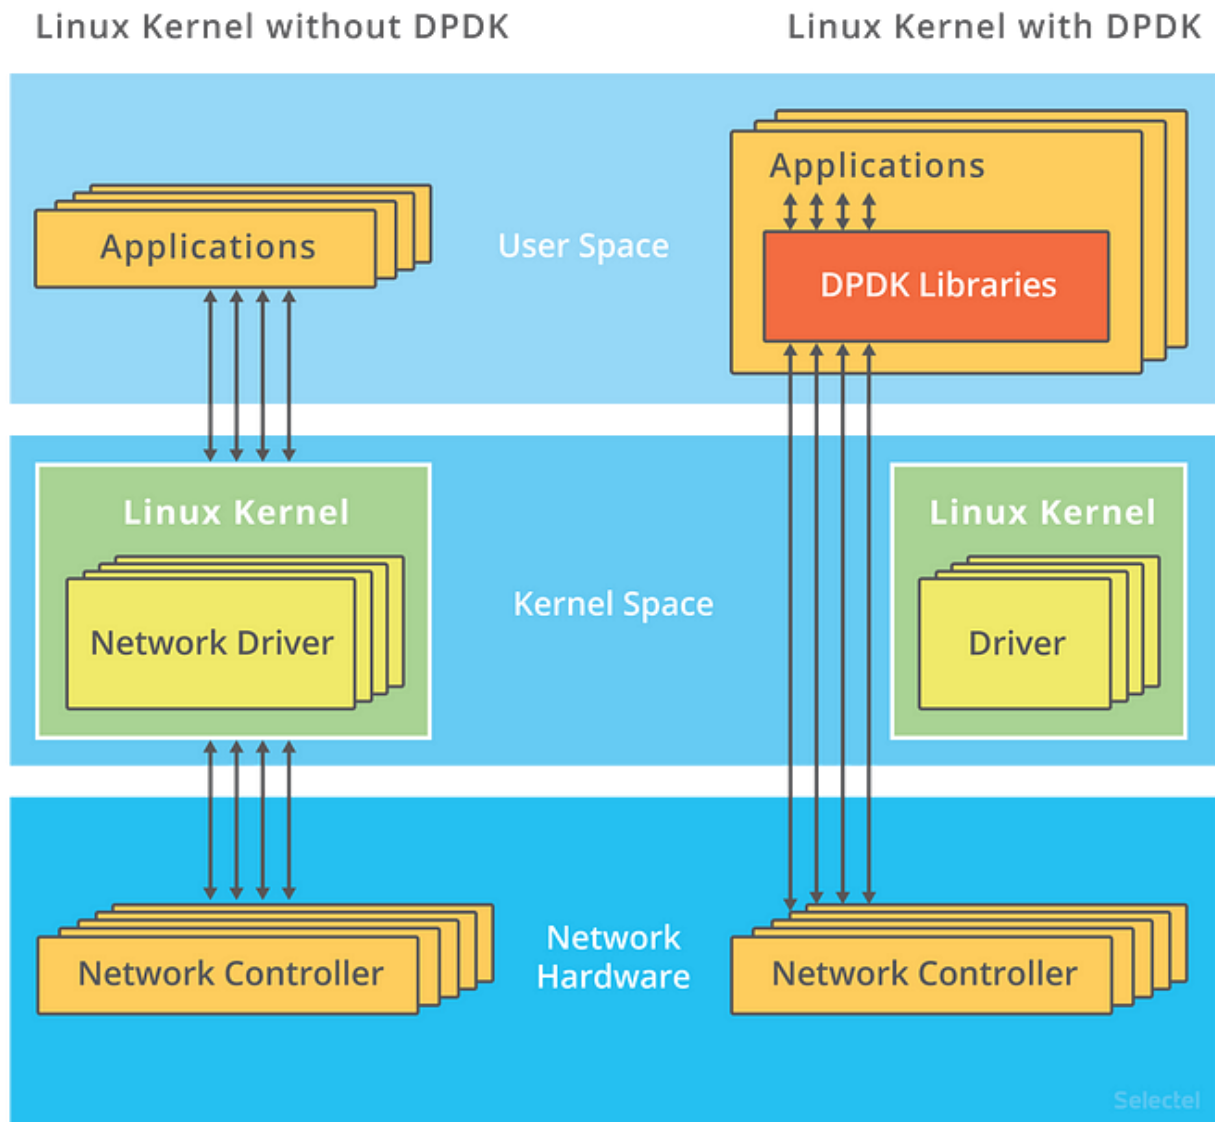 Linux Kernel without DPDK
Linux Kernel with DPDK
Applications
User Space
Applications
DPDK Libraries
Linux Kernel
Network Driver
Kernel Space
Linux Kernel
Driver
Network Controller
Network
Hardware
Network Controller
Selectel